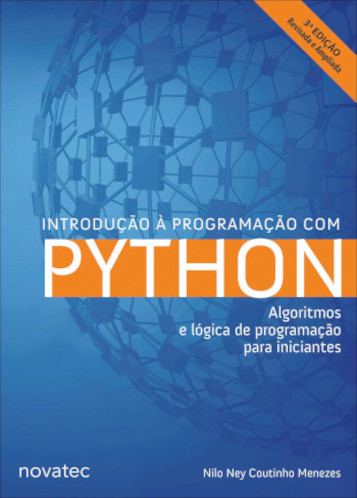 3ª EDIÇÃO
Revisada e Ampliada
INTRODUÇÃO À PROGRAMAÇÃO COM
PYTHON
Algoritmos
e lógica de programação
para iniciantes
novatec
Nilo Ney Coutinho Menezes